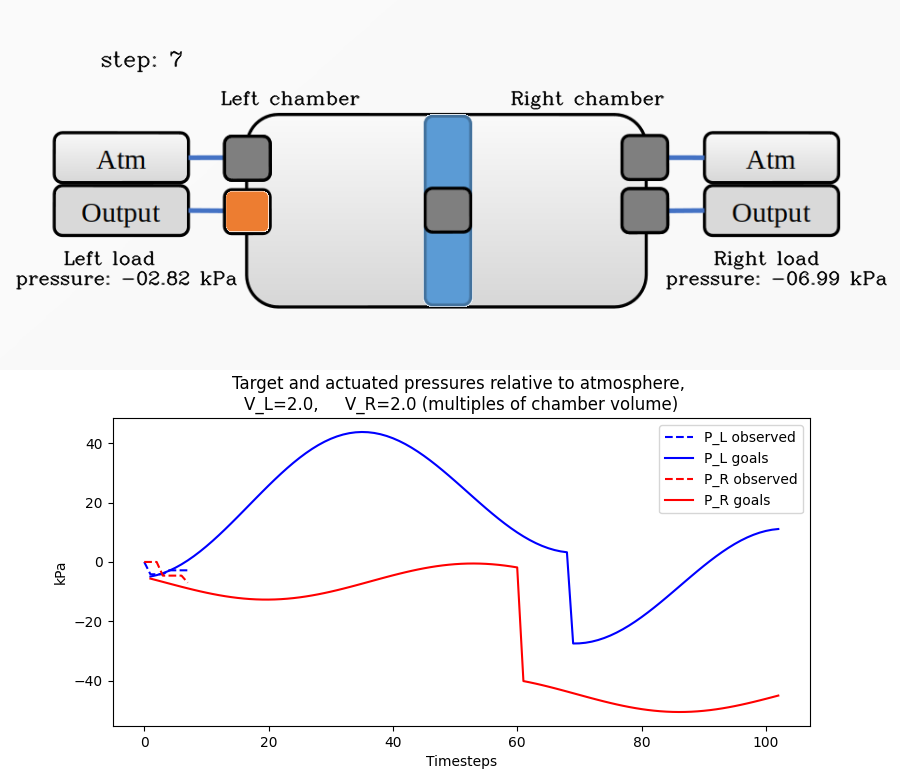 step: 7
Left chamber
Right chamber
Atm
Atm
Output
Output
Left load
pressure: -02.82 kPa
Right load
pressure: -06.99 kPa
Target and actuated pressures relative to atmosphere,
V_L=2.0, V_R=2.0 (multiples of chamber volume)
P_L observed
P_L goals
P_R observed
P_R goals
40
20
0
−20
−40
kPa
0 20 40 60 80 100
Timesteps